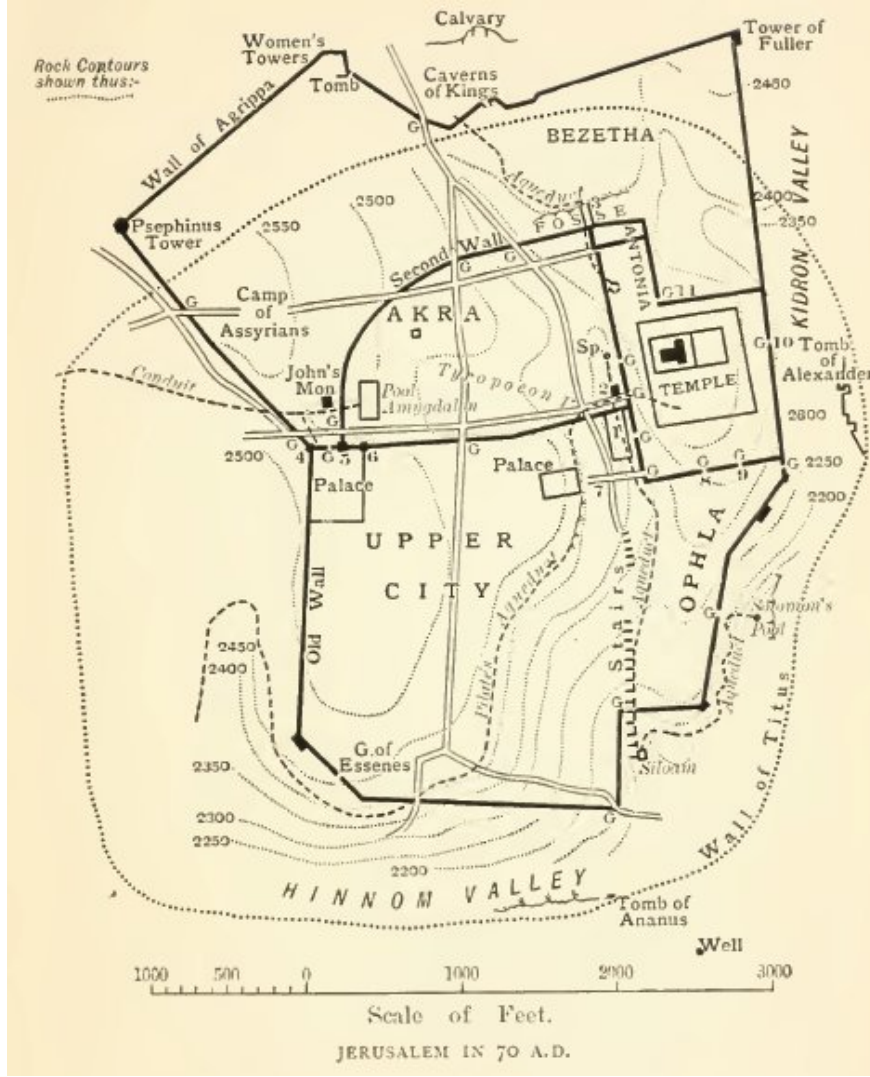 Calvary
Women's
Towers
Tower of
Fuller
Rock Contours
shown thus:-
Tomb
Caverns
of Kings
2450
Wall of Agrippa
G
BEZETHA
KIDRON VALLEY
Aqueduct
2400
2500
3
2350
Psephinus
Tower
2550
FOSSE
Second Wall
ANTONIA
G
G
G
Camp
of
Assyrians
G
G 11
AKRA
G 10
Tomb
of
Alexander
Sp.
G
John's
Mon
Tyropoeon
TEMPLE
Conduit
Pool
Amygdalon
2
G
2600
G
G
1
G
2500
G
4
5
6
G
Palace
G
G
G
G
2250
9
2200
Palace
UPPER
CITY
OPHLA
Old Wall
Aqueduct
Aqueduct
Stairs
G
Solomon's
Pool
2450
2400
Pilate's
Aqueduct
G
G. of
Essenes
Siloam
Wall of Titus
2350
2300
G
2250
2200
HINNOM VALLEY
Tomb of
Ananus
Well
1000 500 0 1000 2000 3000
Scale of Feet.
JERUSALEM IN 70 A.D.